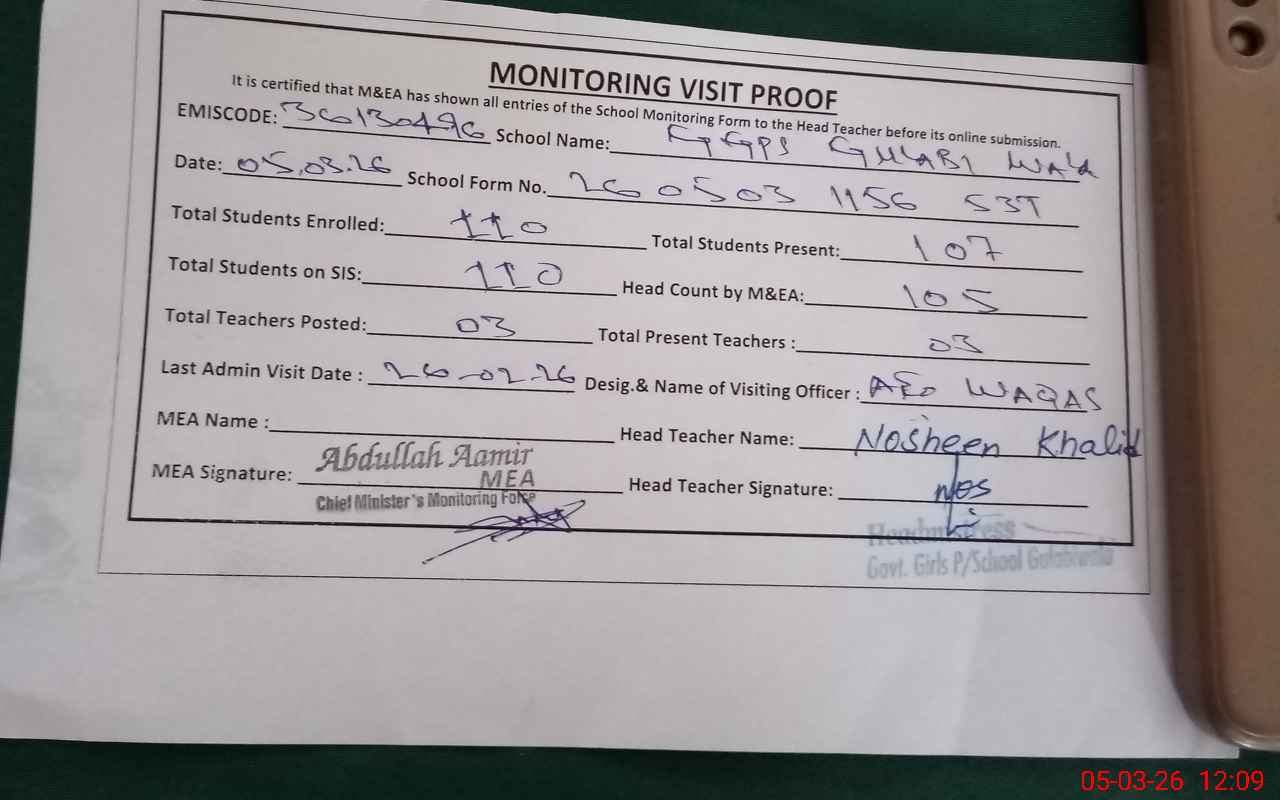 MONITORING VISIT PROOF
It is certified that M&EA has shown all entries of the School Monitoring Form to the Head Teacher before its online submission.
EMISCODE: 36130496 School Name: GGPS GULABI WALA
Date: 05.03.26 School Form No. 260503 1156 53T
Total Students Enrolled: 110 Total Students Present: 107
Total Students on SIS: 110 Head Count by M&EA: 105
Total Teachers Posted: 03 Total Present Teachers : 03
Last Admin Visit Date : 26-02-26 Desig.& Name of Visiting Officer : AEO WAQAS
MEA Name : Head Teacher Name: Nosheen Khalid
Abdullah Aamir
MEA
MEA Signature: Head Teacher Signature: Nos
Chief Minister's Monitoring Force
Headmistress
Govt. Girls P/School Gulabiwala
05-03-26 12:09